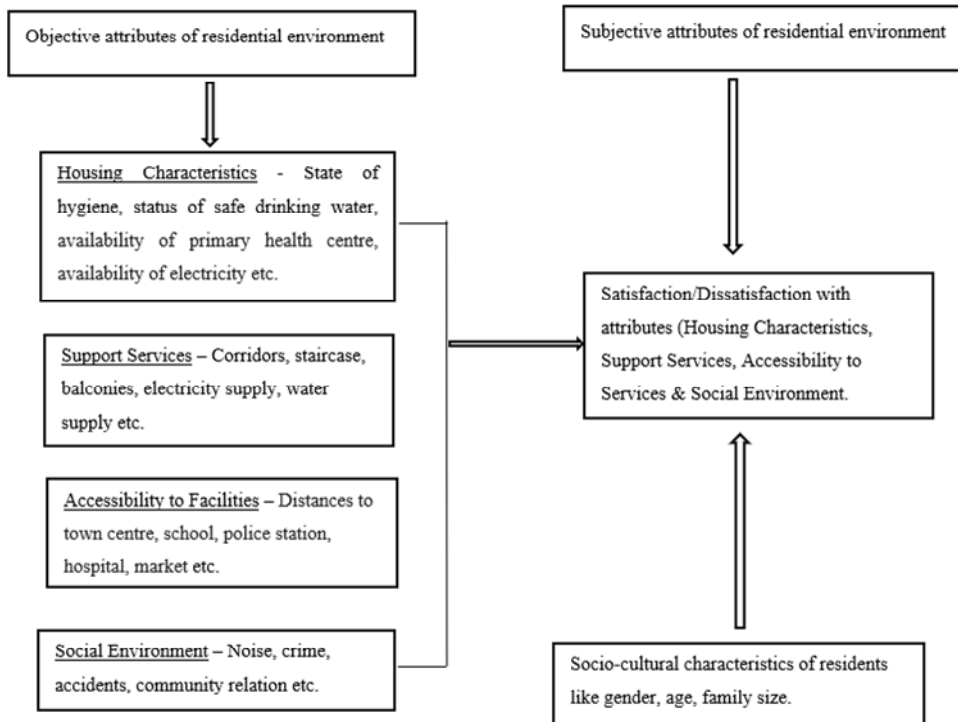 Objective attributes of residential environment
Subjective attributes of residential environment
Housing Characteristics - State of
hygiene, status of safe drinking water,
availability of primary health centre,
availability of electricity etc.
Support Services – Corridors, staircase,
balconies, electricity supply, water
supply etc.
Accessibility to Facilities – Distances to
town centre, school, police station,
hospital, market etc.
Social Environment – Noise, crime,
accidents, community relation etc.
Satisfaction/Dissatisfaction with
attributes (Housing Characteristics,
Support Services, Accessibility to
Services & Social Environment.
Socio-cultural characteristics of residents
like gender, age, family size.